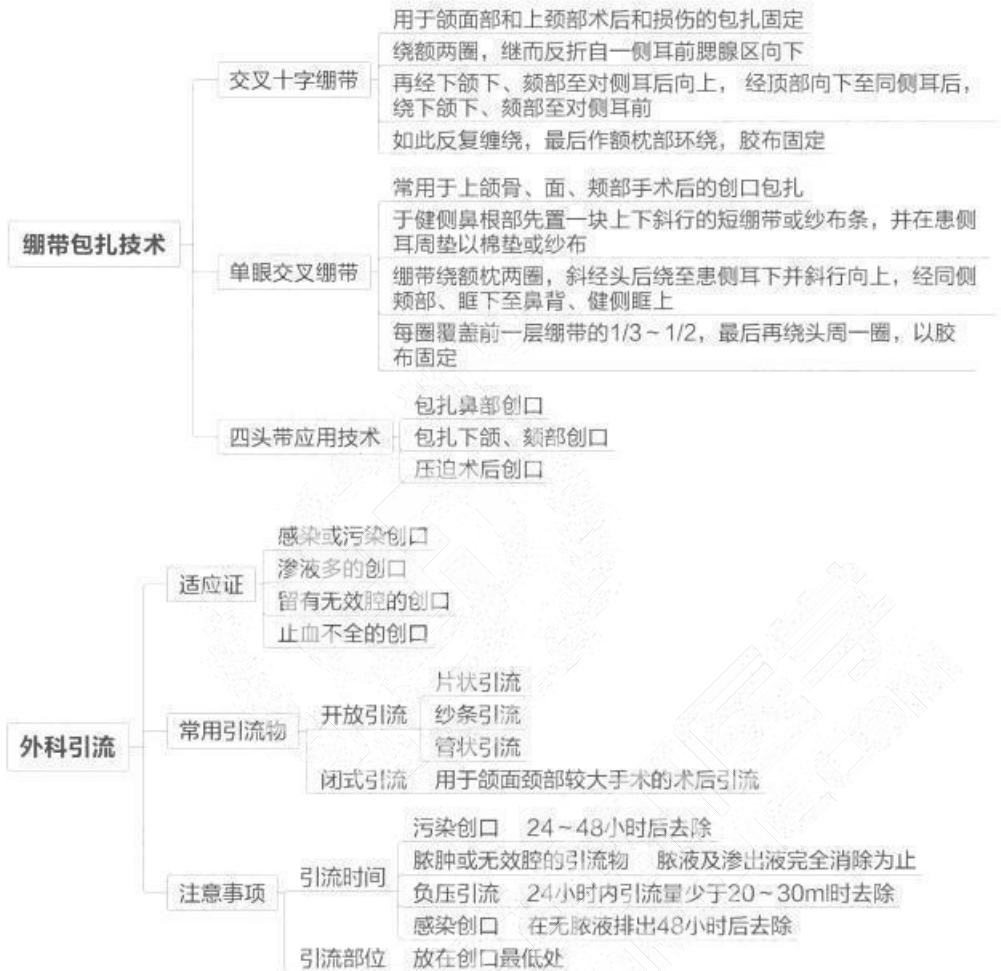 绷带包扎技术
交叉十字绷带
用于颌面部和上颈部术后和损伤的包扎固定
绕额两圈，继而反折自一侧耳前腮腺区向下
再经下颌下、颏部至对侧耳后向上， 经顶部向下至同侧耳后，
绕下颌下、颏部至对侧耳前
如此反复缠绕，最后作额枕部环绕，胶布固定
单眼交叉绷带
常用于上颌骨、面、颊部手术后的创口包扎
于健侧鼻根部先置一块上下斜行的短绷带或纱布条，并在患侧
耳周垫以棉垫或纱布
绷带绕额枕两圈，斜经头后绕至患侧耳下并斜行向上，经同侧
颊部、眶下至鼻背、健侧眶上
每圈覆盖前一层绷带的1/3～1/2，最后再绕头周一圈，以胶
布固定
四头带应用技术
包扎鼻部创口
包扎下颌、颏部创口
压迫术后创口
外科引流
适应证
感染或污染创口
渗液多的创口
留有无效腔的创口
止血不全的创口
常用引流物
开放引流
片状引流
纱条引流
管状引流
闭式引流 用于颌面颈部较大手术的术后引流
注意事项
引流时间
污染创口 24～48小时后去除
脓肿或无效腔的引流物 脓液及渗出液完全消除为止
负压引流 24小时内引流量少于20～30ml时去除
感染创口 在无脓液排出48小时后去除
引流部位 放在创口最低处